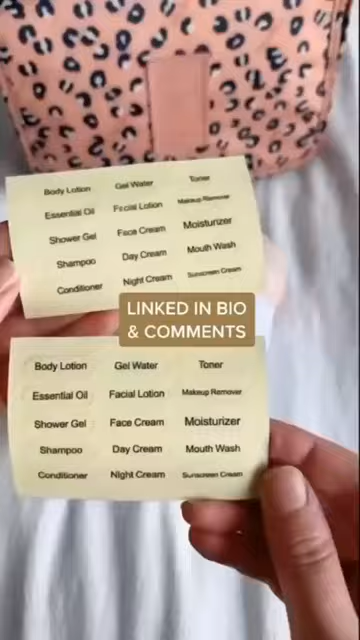 Body Lotion Gel Water Toner
Essential Oil Facial Lotion Makeup Remover
Shower Gel Face Cream Moisturizer
Shampoo Day Cream Mouth Wash
Conditioner Night Cream Sunscreen Cream
LINKED IN BIO
& COMMENTS
Body Lotion Gel Water Toner
Essential Oil Facial Lotion Makeup Remover
Shower Gel Face Cream Moisturizer
Shampoo Day Cream Mouth Wash
Conditioner Night Cream Sunscreen Cream